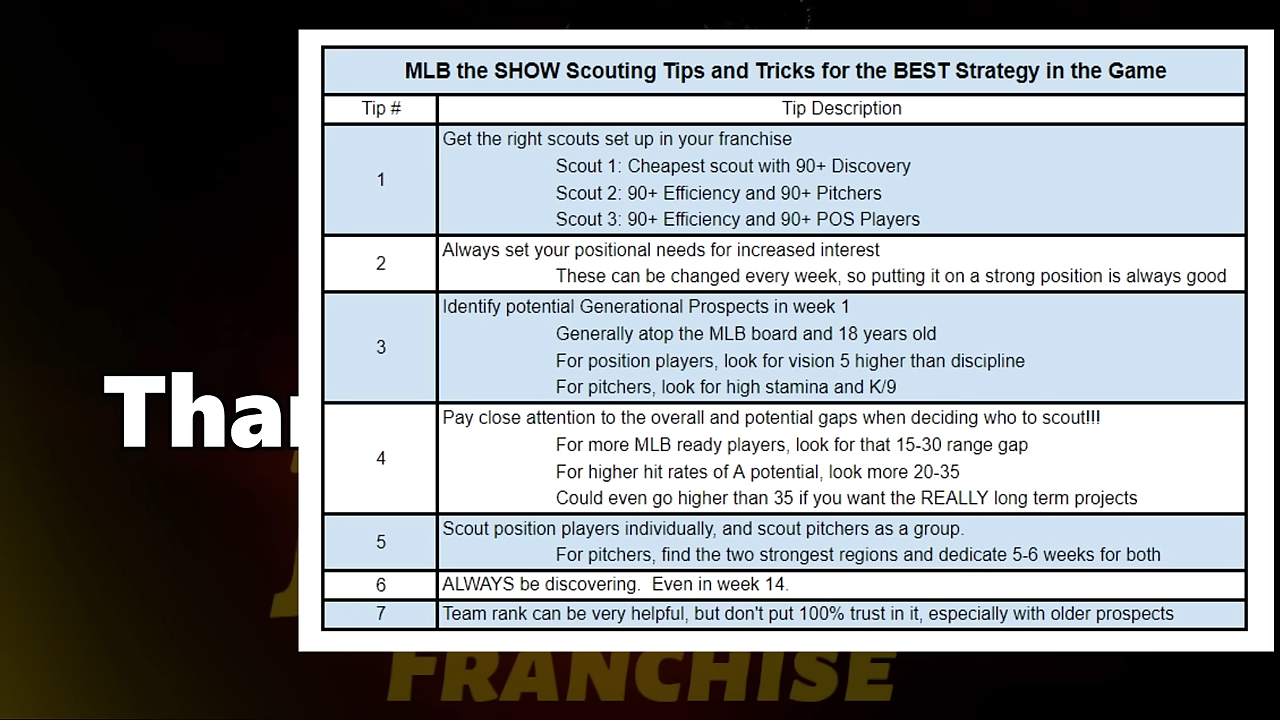 MLB the SHOW Scouting Tips and Tricks for the BEST Strategy in the Game
Tip # Tip Description
1
Get the right scouts set up in your franchise
Scout 1: Cheapest scout with 90+ Discovery
Scout 2: 90+ Efficiency and 90+ Pitchers
Scout 3: 90+ Efficiency and 90+ POS Players
2
Always set your positional needs for increased interest
These can be changed every week, so putting it on a strong position is always good
3
Identify potential Generational Prospects in week 1
Generally atop the MLB board and 18 years old
For position players, look for vision 5 higher than discipline
For pitchers, look for high stamina and K/9
4
Pay close attention to the overall and potential gaps when deciding who to scout!!!
For more MLB ready players, look for that 15-30 range gap
For higher hit rates of A potential, look more 20-35
Could even go higher than 35 if you want the REALLY long term projects
5
Scout position players individually, and scout pitchers as a group.
For pitchers, find the two strongest regions and dedicate 5-6 weeks for both
6 ALWAYS be discovering.  Even in week 14.
7 Team rank can be very helpful, but don't put 100% trust in it, especially with older prospects
FRANCHISE